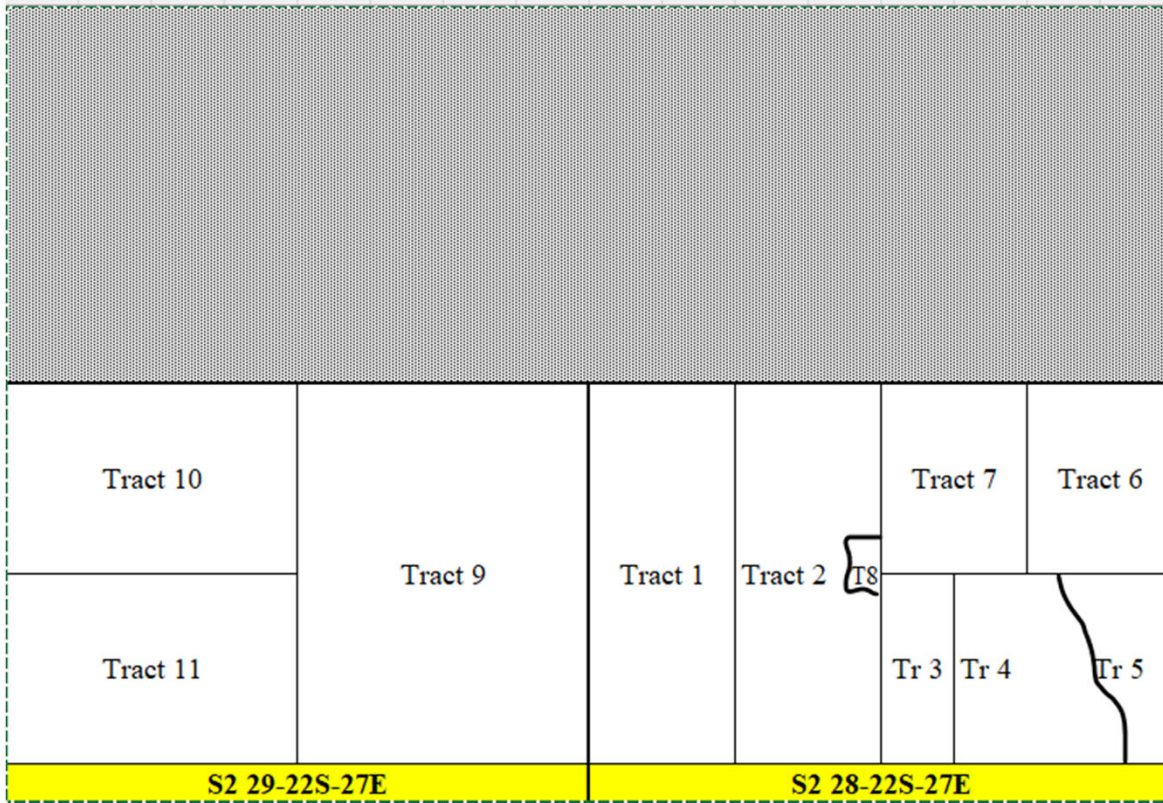 Tract 10
Tract 7
Tract 6
Tract 9
Tract 1
Tract 2
T8
Tract 11
Tr 3
Tr 4
Tr 5
S2 29-22S-27E
S2 28-22S-27E